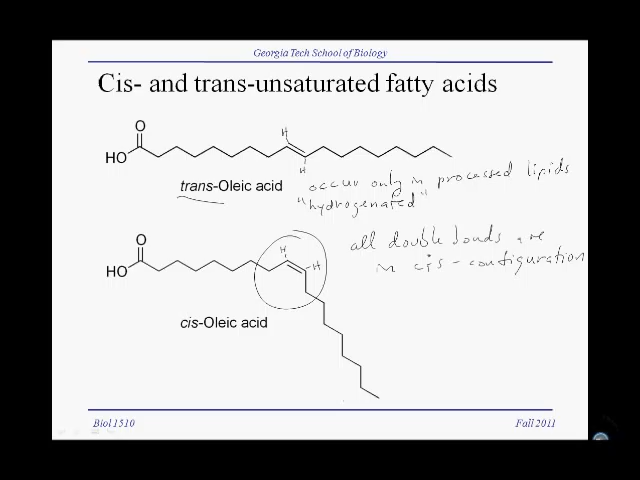 Georgia Tech School of Biology
Cis- and trans-unsaturated fatty acids
O
H
HO
H
trans-Oleic acid
occur only in processed lipids
"hydrogenated"
all double bonds are
in cis-configuration
O
H
HO
H
cis-Oleic acid
Biol 1510
Fall 2011